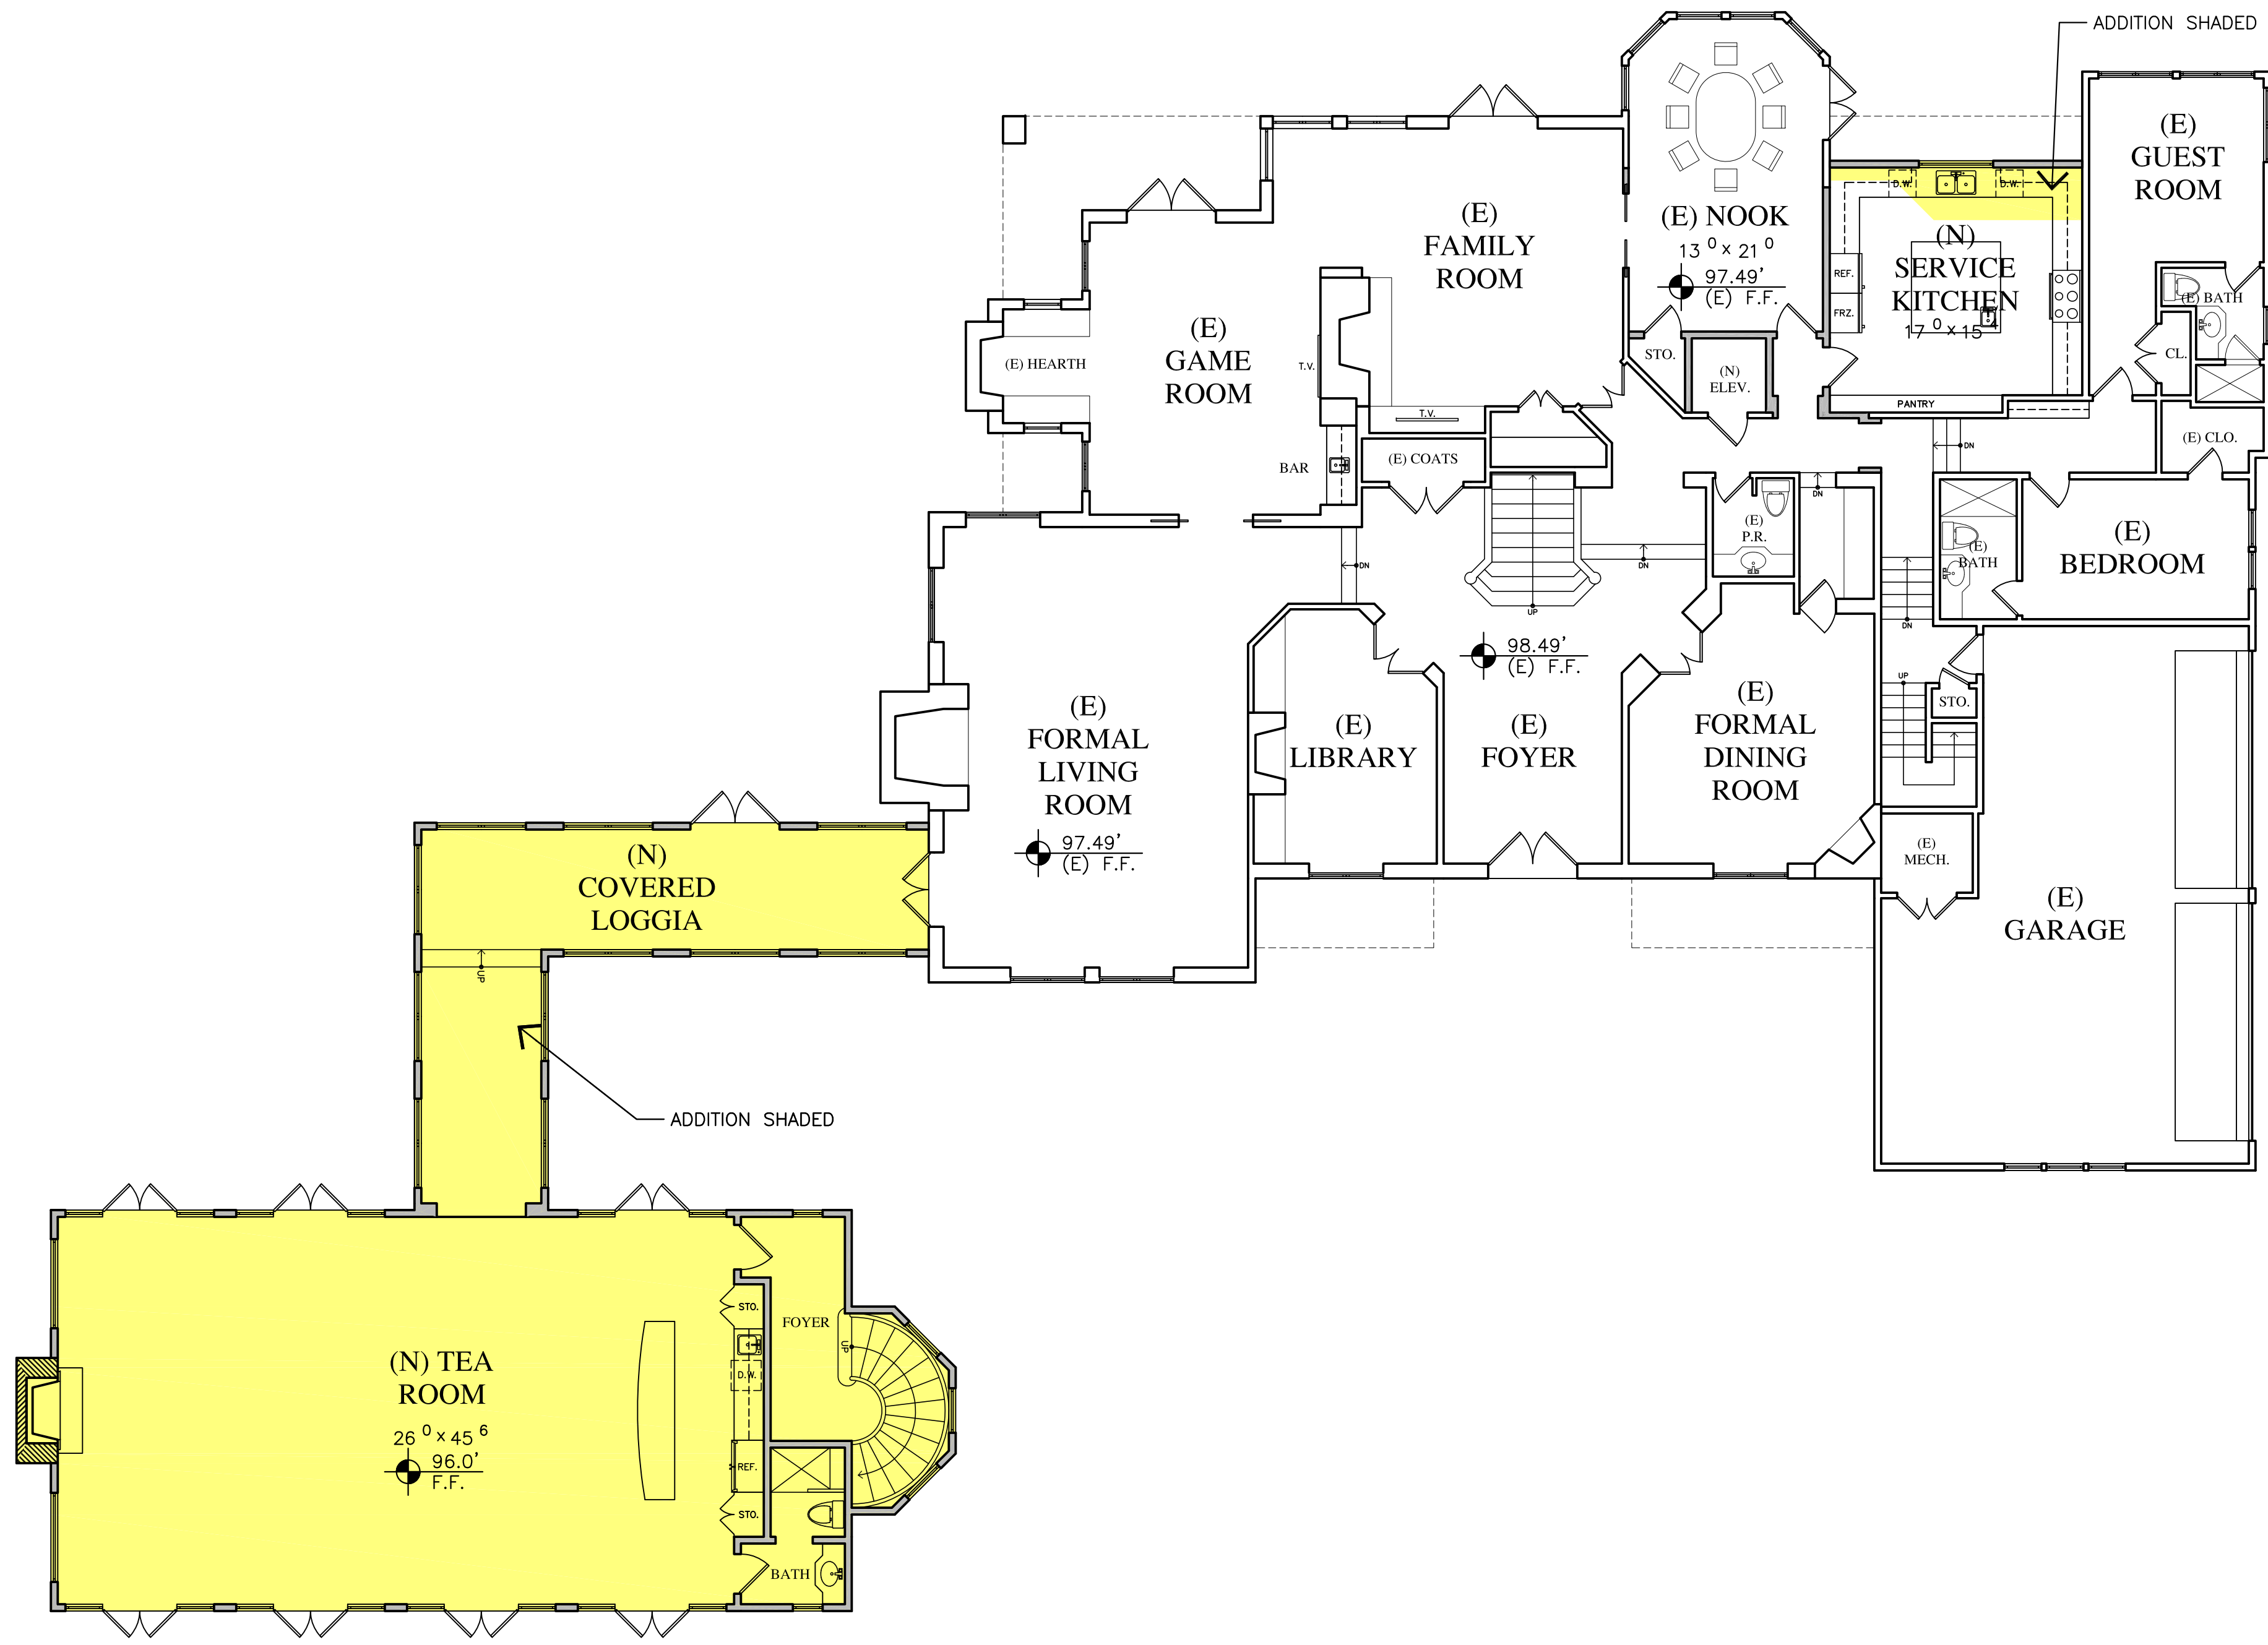 ADDITION SHADED
(E)
GUEST
ROOM
(E)
FAMILY
ROOM
(E) NOOK
13 0 x 21 0
97.49'
(E) F.F.
D.W.
D.W.
(N)
SERVICE
KITCHEN
17 0 x 15 4
REF.
FRZ.
PANTRY
(E) BATH
CL.
(E) CLO.
(E)
GAME
ROOM
(E) HEARTH
T.V.
T.V.
STO.
(N)
ELEV.
BAR
(E) COATS
DN
DN
(E)
P.R.
(E)
BATH
(E)
BEDROOM
DN
DN
UP
DN
98.49'
(E) F.F.
UP
STO.
(E)
FORMAL
LIVING
ROOM
97.49'
(E) F.F.
(E)
LIBRARY
(E)
FOYER
(E)
FORMAL
DINING
ROOM
(E)
MECH.
(E)
GARAGE
(N)
COVERED
LOGGIA
UP
ADDITION SHADED
(N) TEA
ROOM
26 0 x 45 6
96.0'
F.F.
STO.
D.W.
REF.
STO.
FOYER
UP
BATH